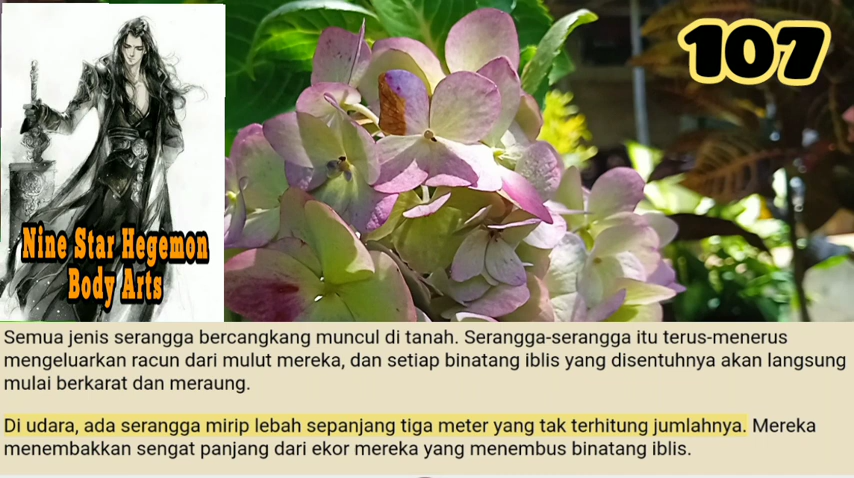 107
Nine Star Hegemon
Body Arts
Semua jenis serangga bercangkang muncul di tanah. Serangga-serangga itu terus-menerus
mengeluarkan racun dari mulut mereka, dan setiap binatang iblis yang disentuhnya akan langsung
mulai berkarat dan meraung.
Di udara, ada serangga mirip lebah sepanjang tiga meter yang tak terhitung jumlahnya. Mereka
menembakkan sengat panjang dari ekor mereka yang menembus binatang iblis.